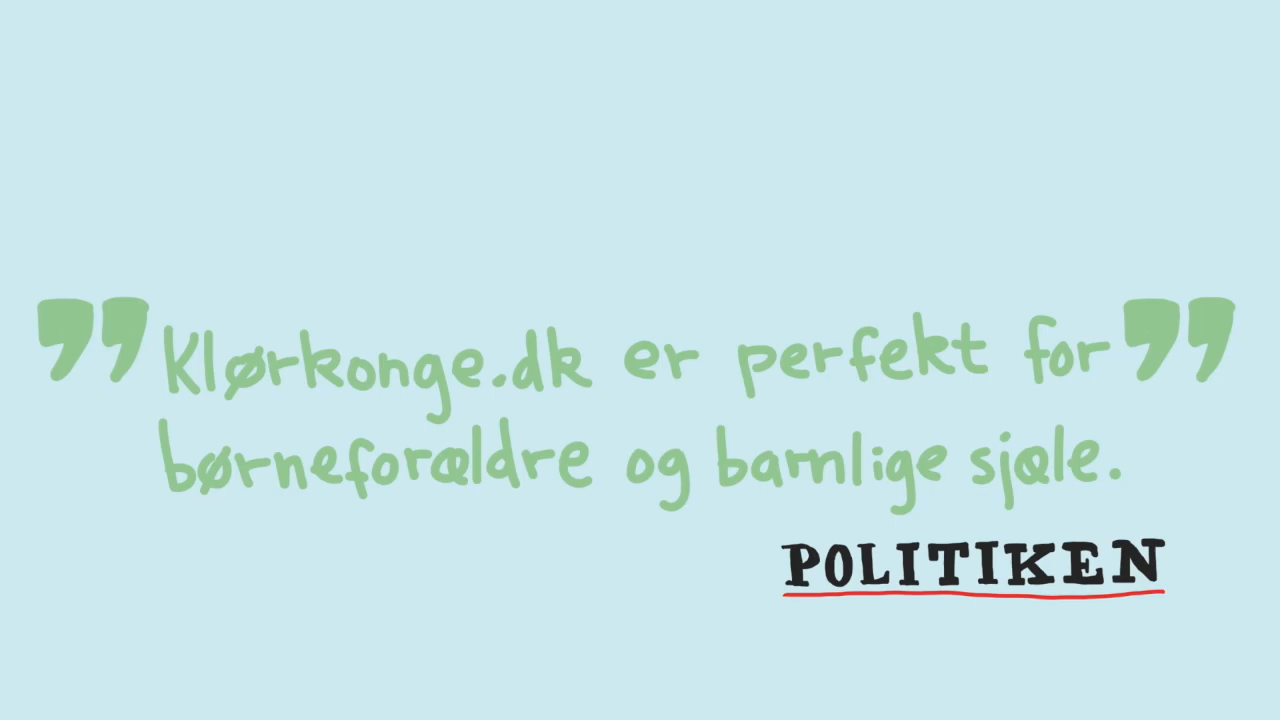 ”Klørkonge.dk er perfekt for”
børneforældre og barnlige sjæle.
POLITIKEN